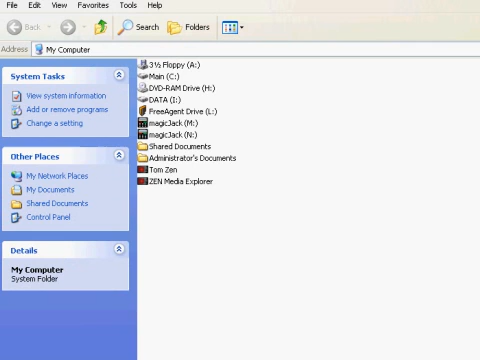 File Edit View Favorites Tools Help
Back Search Folders
Address My Computer
System Tasks
View system information
Add or remove programs
Change a setting
Other Places
My Network Places
My Documents
Shared Documents
Control Panel
Details
My Computer
System Folder
3½ Floppy (A:)
Main (C:)
DVD-RAM Drive (H:)
DATA (I:)
FreeAgent Drive (L:)
magicJack (M:)
magicJack (N:)
Shared Documents
Administrator's Documents
Tom Zen
ZEN Media Explorer